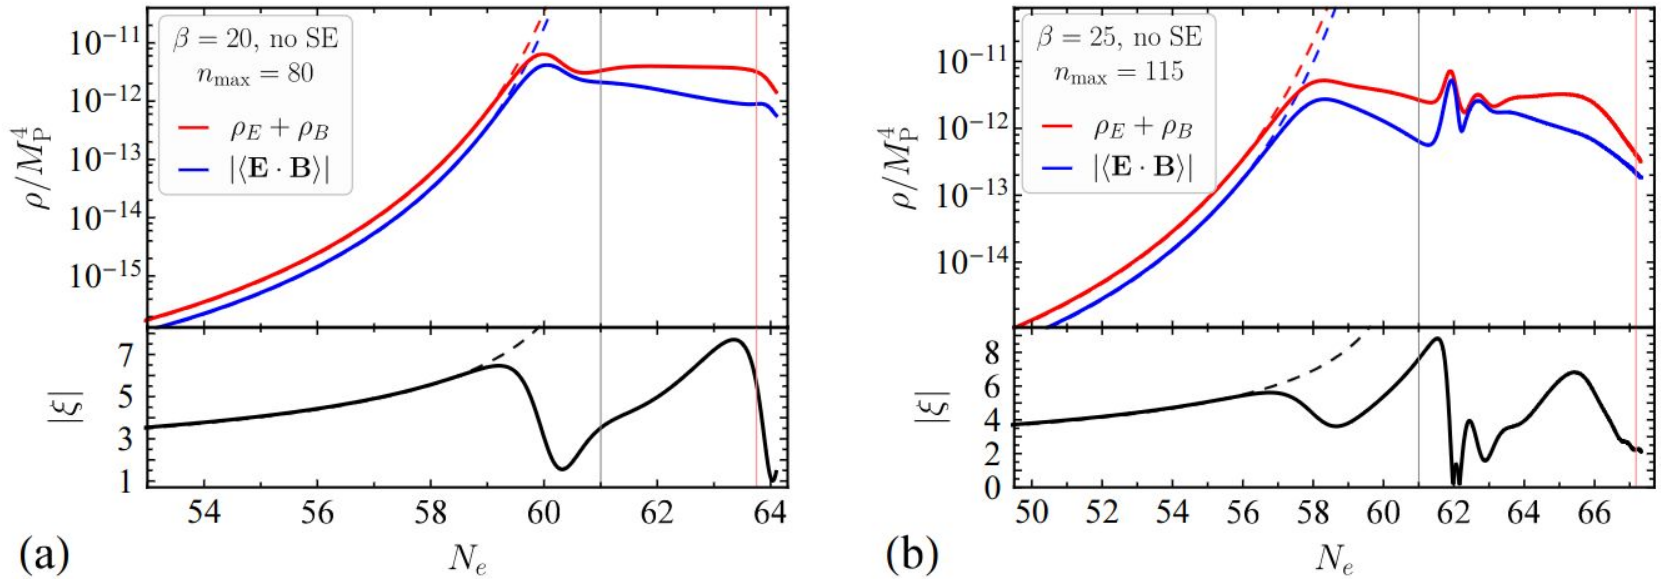 β = 20, no SE
n_max = 80
ρ_E + ρ_B
|⟨E · B⟩|
ρ/M_P^4
10^−11
10^−12
10^−13
10^−14
10^−15
|ξ|
7
5
3
1
54 56 58 60 62 64
(a)
N_e
β = 25, no SE
n_max = 115
ρ_E + ρ_B
|⟨E · B⟩|
ρ/M_P^4
10^−11
10^−12
10^−13
10^−14
|ξ|
8
6
4
2
0
50 52 54 56 58 60 62 64 66
(b)
N_e